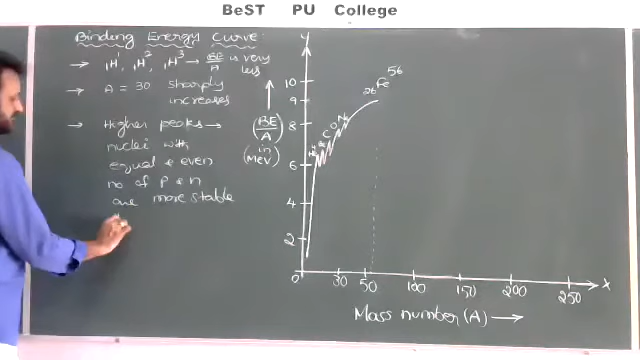 BeST PU College
Binding Energy Curve:
→ ₁H¹, ₁H², ₁H³ → BE/A is very less
→ A = 30 sharply
increases
→ Higher peaks →
nuclei with
equal & even
no of P & n
are more stable
(BE/A)
(in MeV)
Y
10
9
8
6
4
2
0
C O Ne
₂₆Fe⁵⁶
30 50 100 150 200 250 X
Mass number (A) →